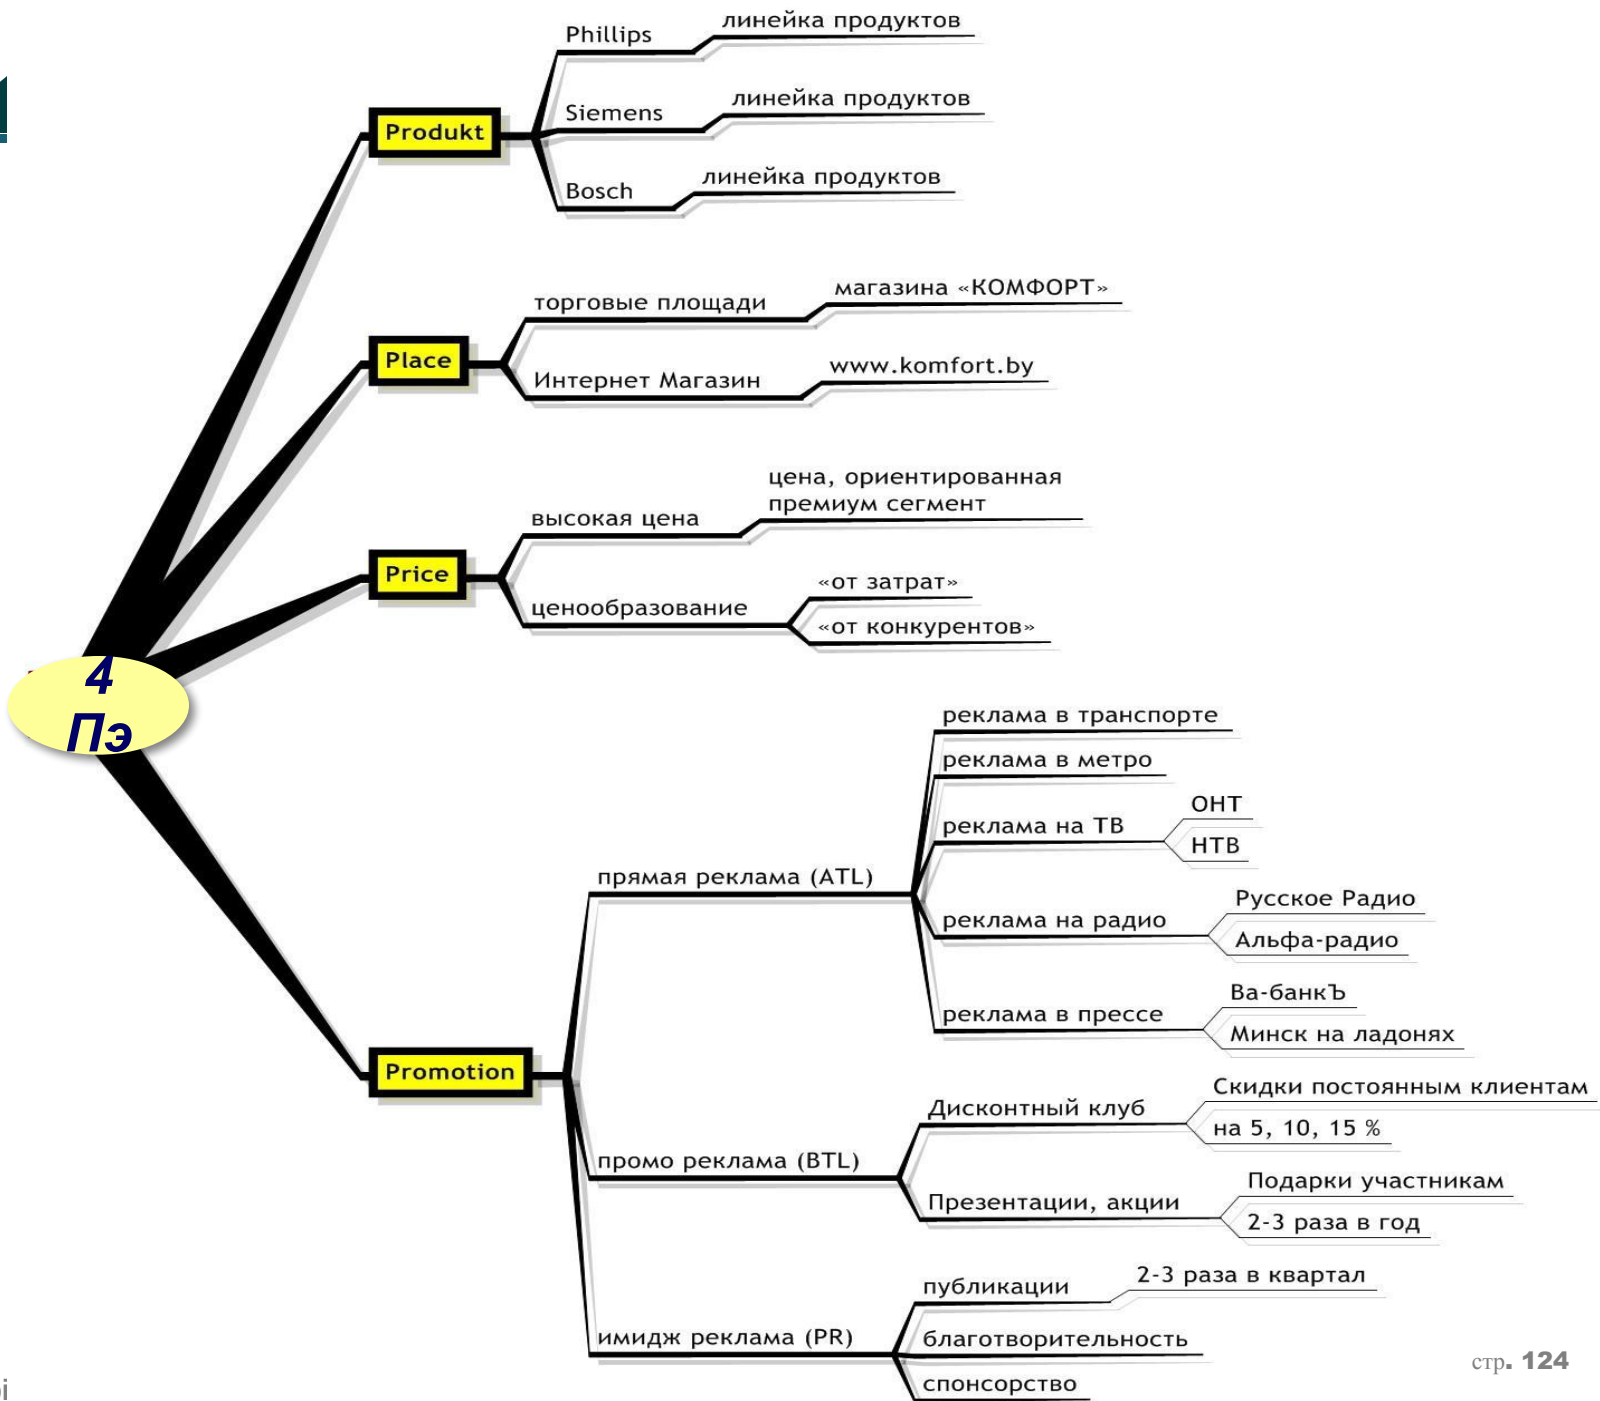 Phillips
линейка продуктов
Siemens
линейка продуктов
Bosch
линейка продуктов
Produkt
торговые площади
магазина «КОМФОРТ»
Place
Интернет Магазин
www.komfort.by
цена, ориентированная
премиум сегмент
высокая цена
Price
ценообразование
«от затрат»
«от конкурентов»
4
Пэ
реклама в транспорте
реклама в метро
реклама на ТВ
ОНТ
НТВ
прямая реклама (ATL)
реклама на радио
Русское Радио
Альфа-радио
реклама в прессе
Ва-банкЪ
Минск на ладонях
Promotion
Дисконтный клуб
Скидки постоянным клиентам
на 5, 10, 15 %
промо реклама (BTL)
Презентации, акции
Подарки участникам
2-3 раза в год
публикации
2-3 раза в квартал
имидж реклама (PR)
благотворительность
спонсорство
стр. 124